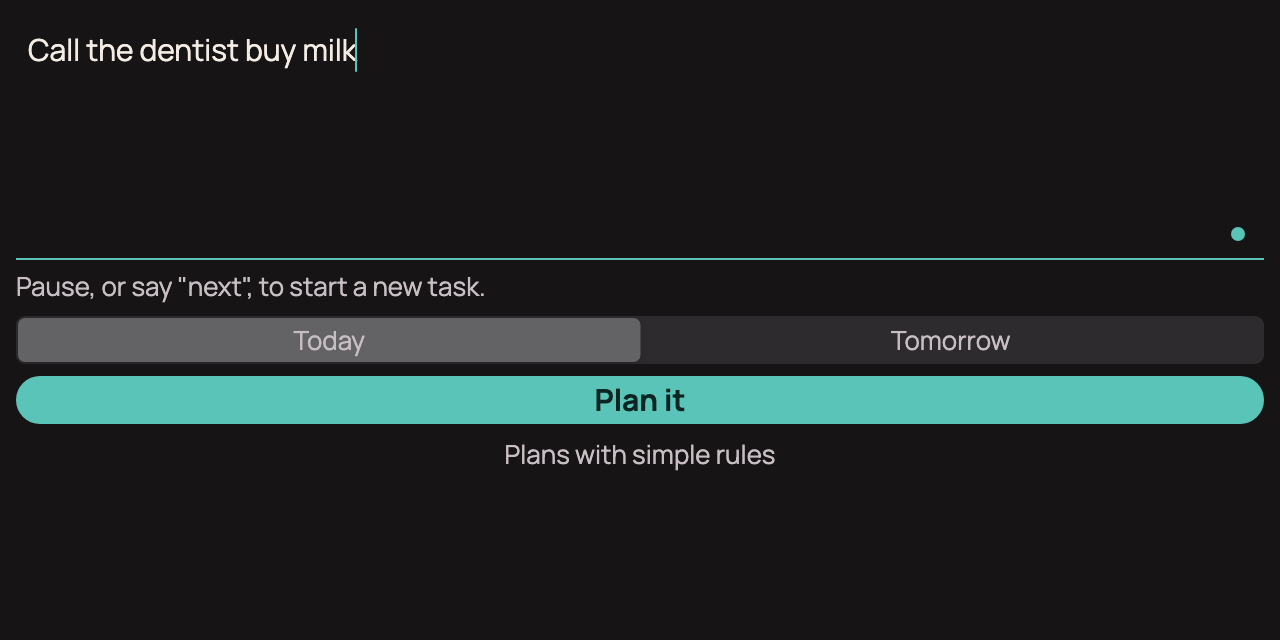 Call the dentist buy milk
Pause, or say "next", to start a new task.
Today
Tomorrow
Plan it
Plans with simple rules